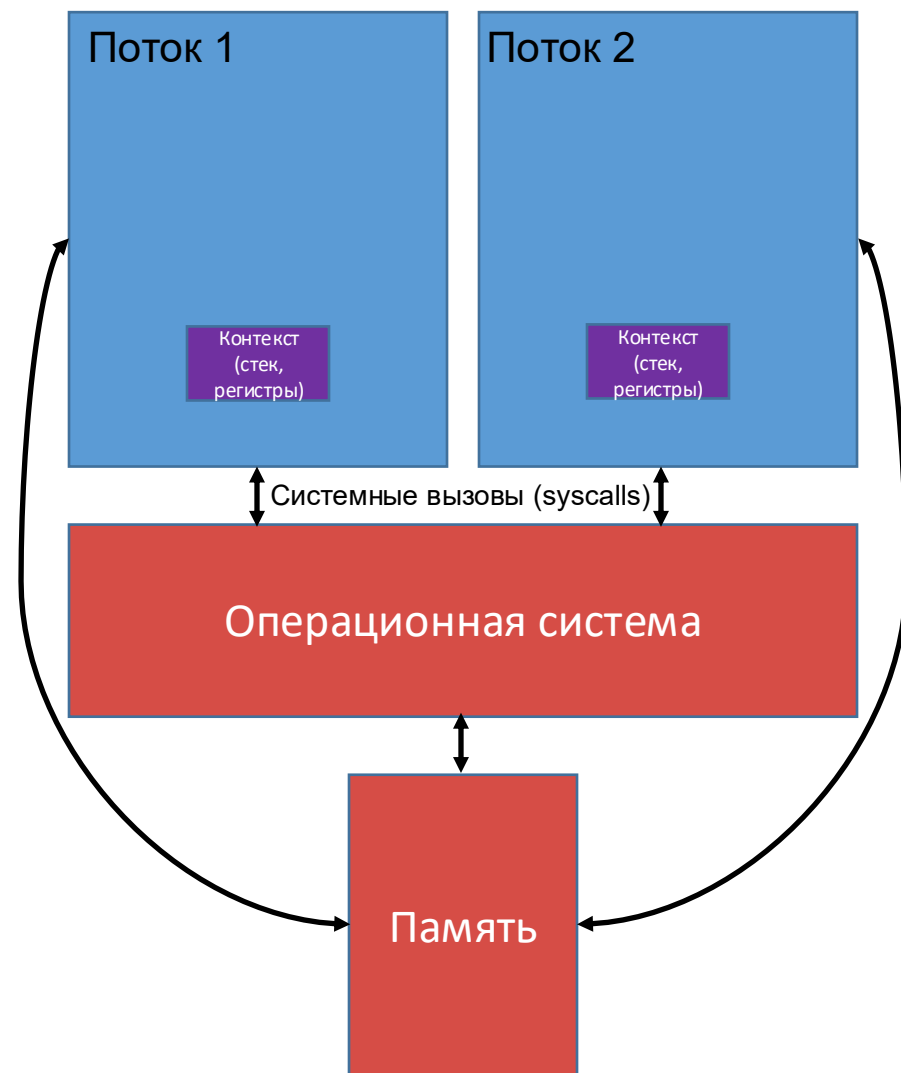 Поток 1
Поток 2
Контекст
(стек,
регистры)
Контекст
(стек,
регистры)
Системные вызовы (syscalls)
Операционная система
Память